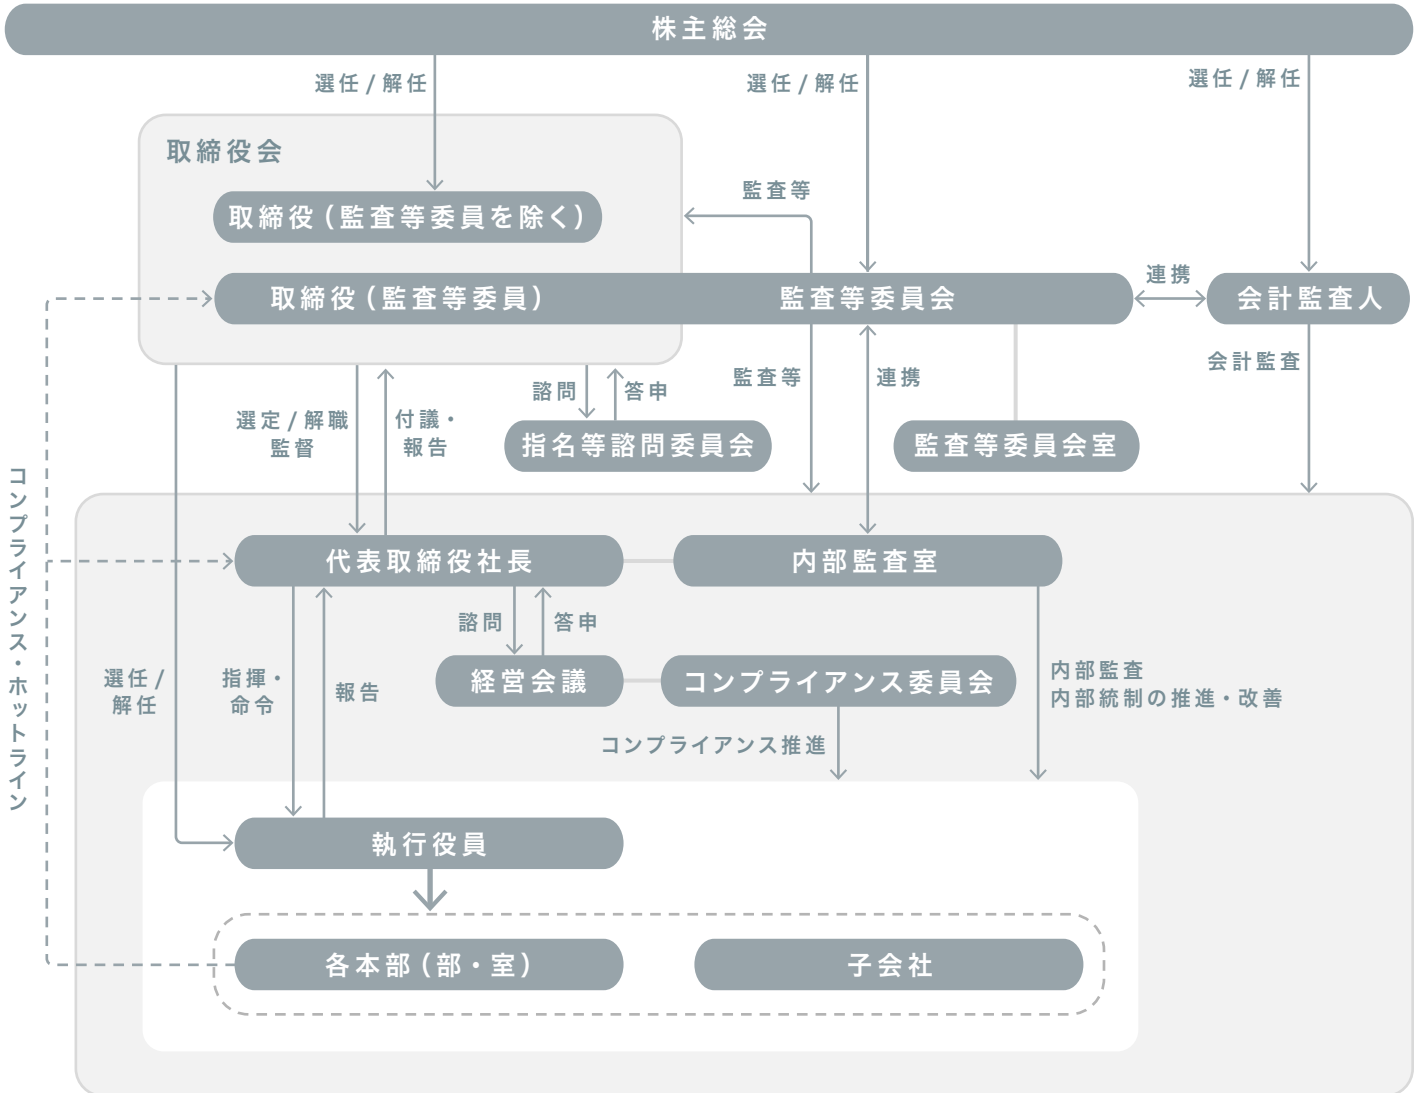 株主総会
選任/解任
選任/解任
選任/解任
取締役会
取締役(監査等委員を除く)
監査等
取締役(監査等委員)
監査等委員会
連携
会計監査人
会計監査
選定/解職
監督
付議・
報告
諮問
答申
監査等
連携
指名等諮問委員会
監査等委員会室
コンプライアンス・ホットライン
代表取締役社長
内部監査室
諮問
答申
経営会議
コンプライアンス委員会
選任/
解任
指揮・
命令
報告
内部監査
内部統制の推進・改善
コンプライアンス推進
執行役員
各本部(部・室)
子会社